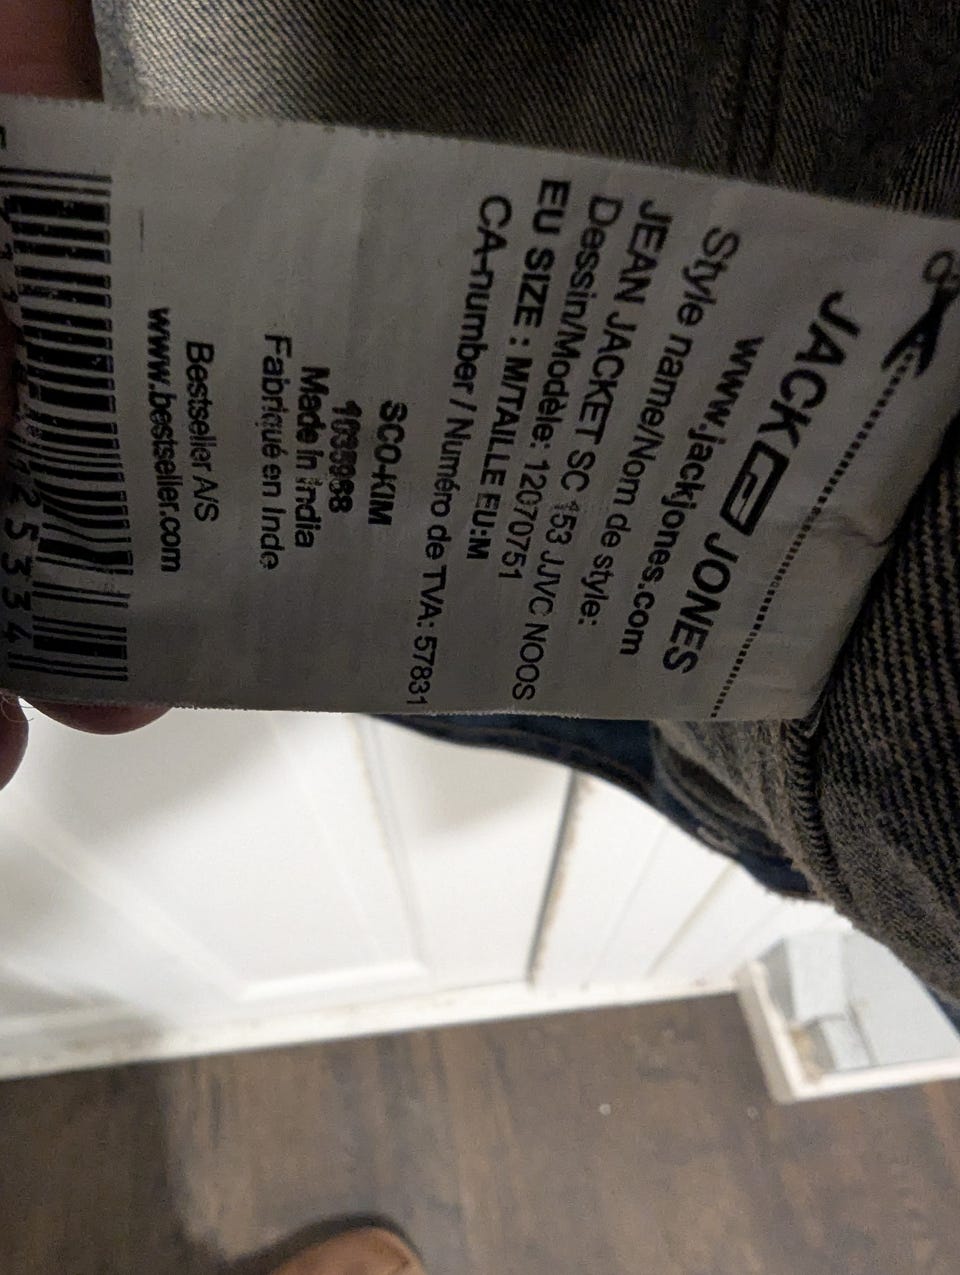 JACK & JONES
www.jackjones.com
Style name/Nom de style:
JEAN JACKET SC 153 JJVC NOOS
Dessin/Modèle: 12070751
EU SIZE : M/TAILLE EU:M
CA-number / Numéro de TVA: 57831
SCO-KIM
Made in India
Fabriqué en Inde
Bestseller A/S
www.bestseller.com